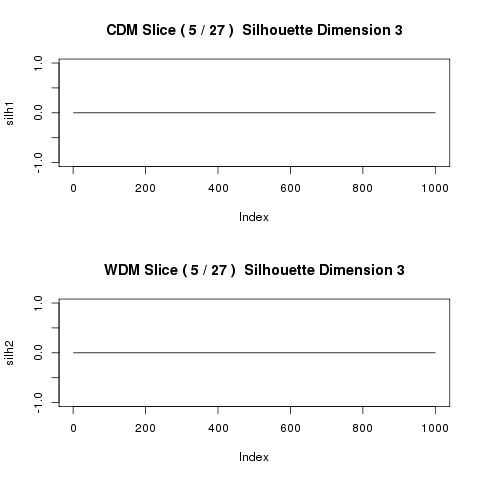 CDM Slice ( 5 / 27 )  Silhouette Dimension 3
1.0
0.0
-1.0
silh1
0 200 400 600 800 1000
Index
WDM Slice ( 5 / 27 )  Silhouette Dimension 3
1.0
0.0
-1.0
silh2
0 200 400 600 800 1000
Index